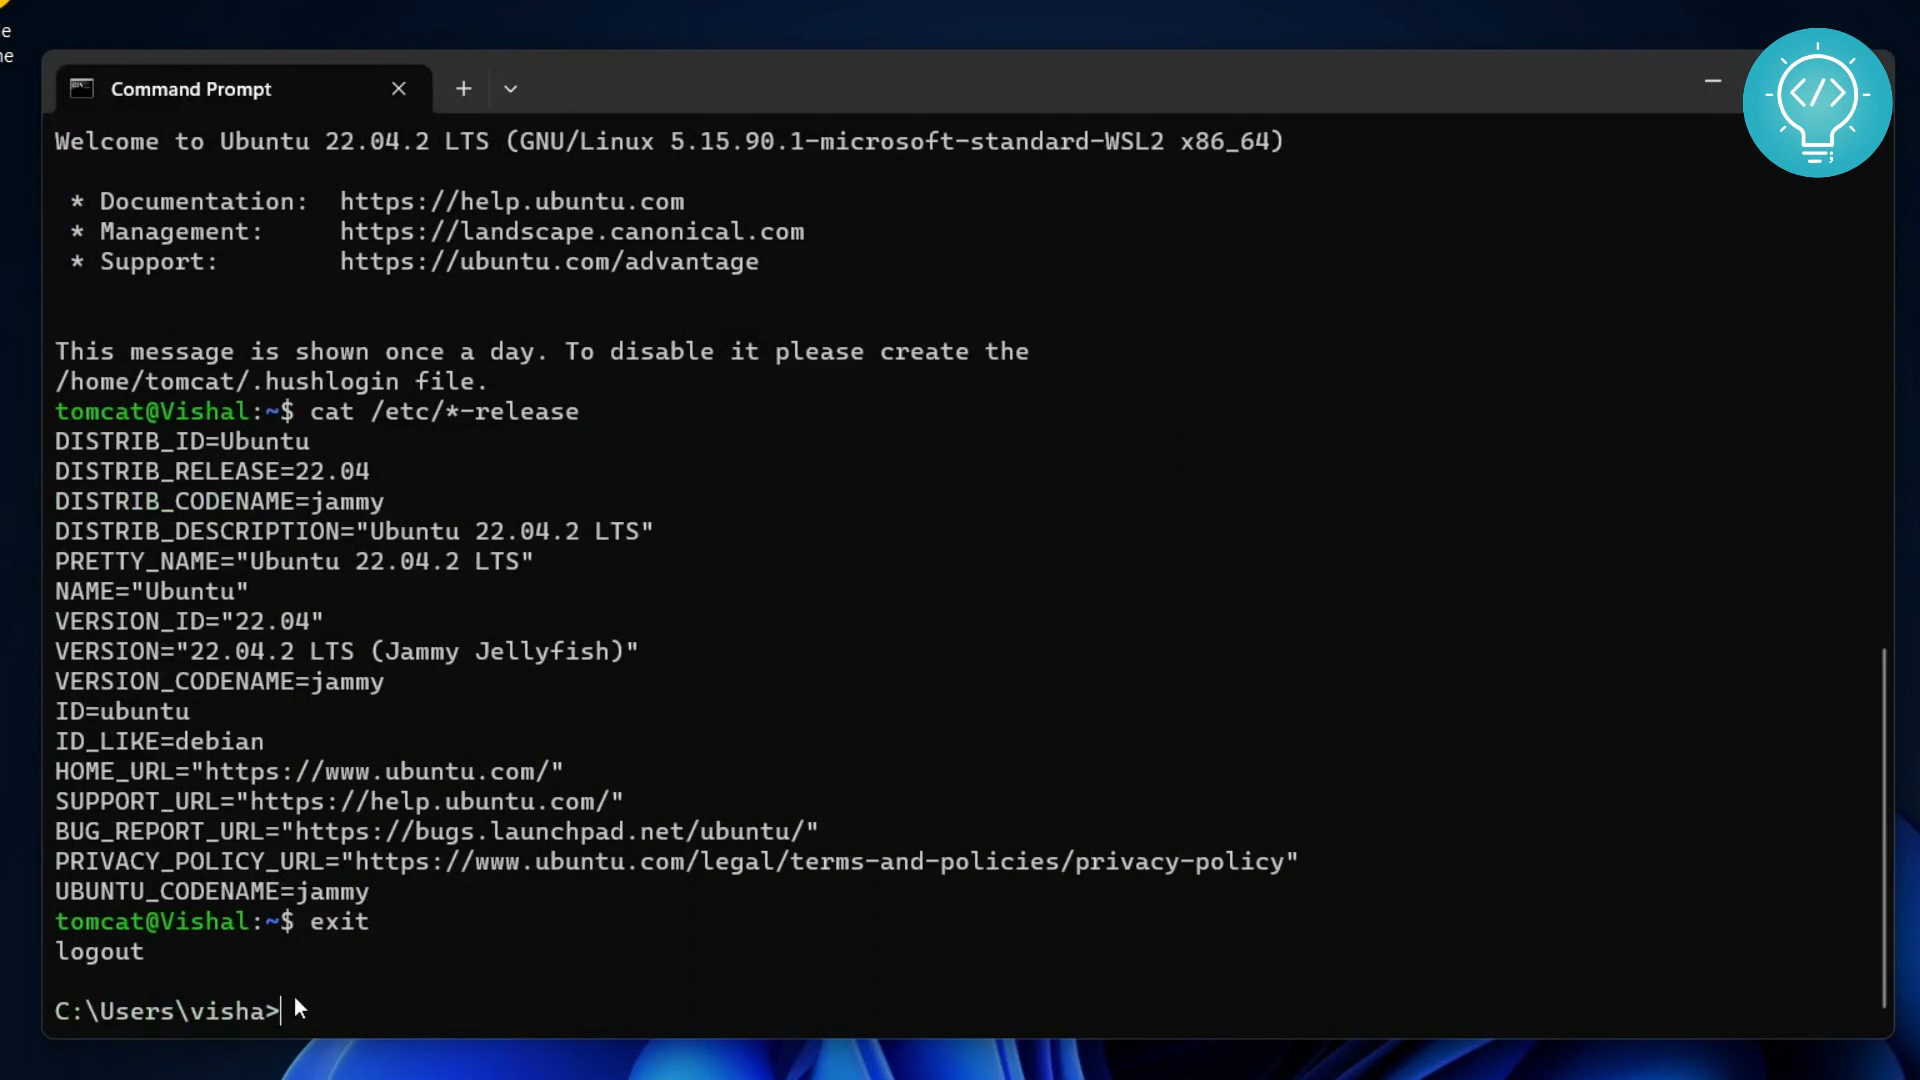 e
ne
Command Prompt
Welcome to Ubuntu 22.04.2 LTS (GNU/Linux 5.15.90.1-microsoft-standard-WSL2 x86_64)
* Documentation: https://help.ubuntu.com
* Management: https://landscape.canonical.com
* Support: https://ubuntu.com/advantage
This message is shown once a day. To disable it please create the
/home/tomcat/.hushlogin file.
tomcat@Vishal:~$ cat /etc/*-release
DISTRIB_ID=Ubuntu
DISTRIB_RELEASE=22.04
DISTRIB_CODENAME=jammy
DISTRIB_DESCRIPTION="Ubuntu 22.04.2 LTS"
PRETTY_NAME="Ubuntu 22.04.2 LTS"
NAME="Ubuntu"
VERSION_ID="22.04"
VERSION="22.04.2 LTS (Jammy Jellyfish)"
VERSION_CODENAME=jammy
ID=ubuntu
ID_LIKE=debian
HOME_URL="https://www.ubuntu.com/"
SUPPORT_URL="https://help.ubuntu.com/"
BUG_REPORT_URL="https://bugs.launchpad.net/ubuntu/"
PRIVACY_POLICY_URL="https://www.ubuntu.com/legal/terms-and-policies/privacy-policy"
UBUNTU_CODENAME=jammy
tomcat@Vishal:~$ exit
logout
C:\Users\visha>